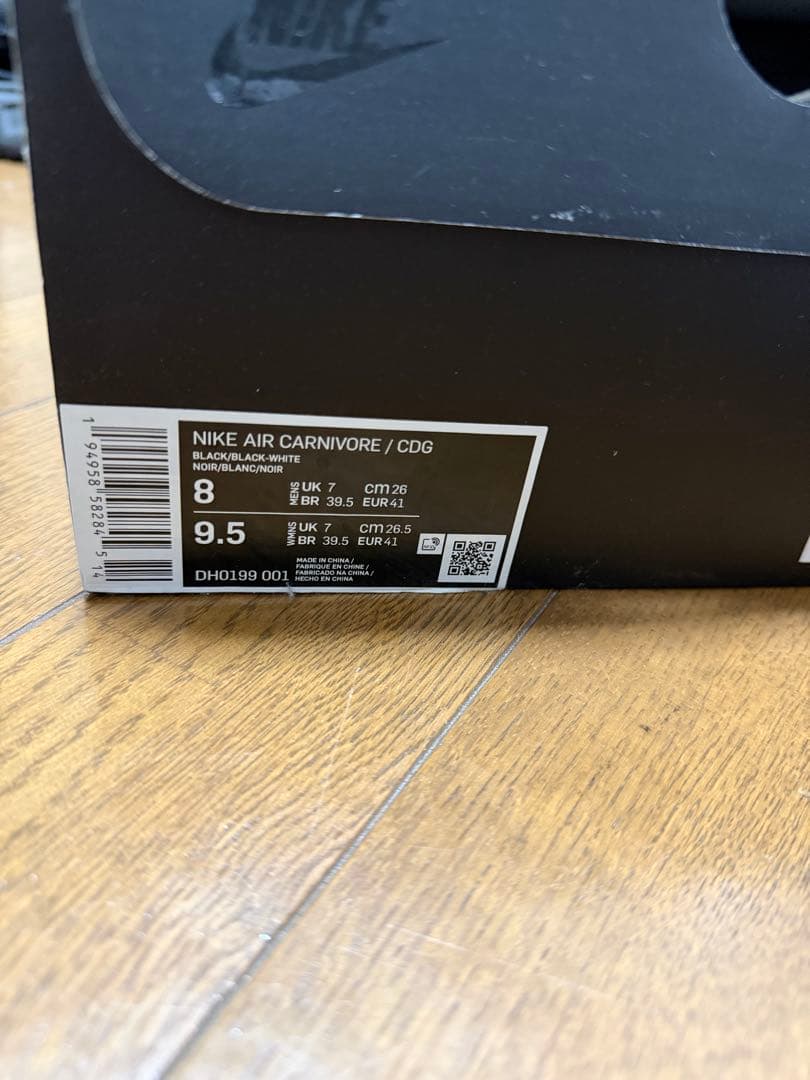 NIKE
NIKE AIR CARNIVORE / CDG
BLACK/BLACK-WHITE
NOIR/BLANC/NOIR
8 MENS UK 7 cm 26
BR 39.5 EUR 41
9.5 WMNS UK 7 cm 26.5
BR 39.5 EUR 41
DH0199 001
MADE IN CHINA /
FABRIQUE EN CHINE /
FABRICADO NA CHINA /
HECHO EN CHINA
1 94958 58284 5 14